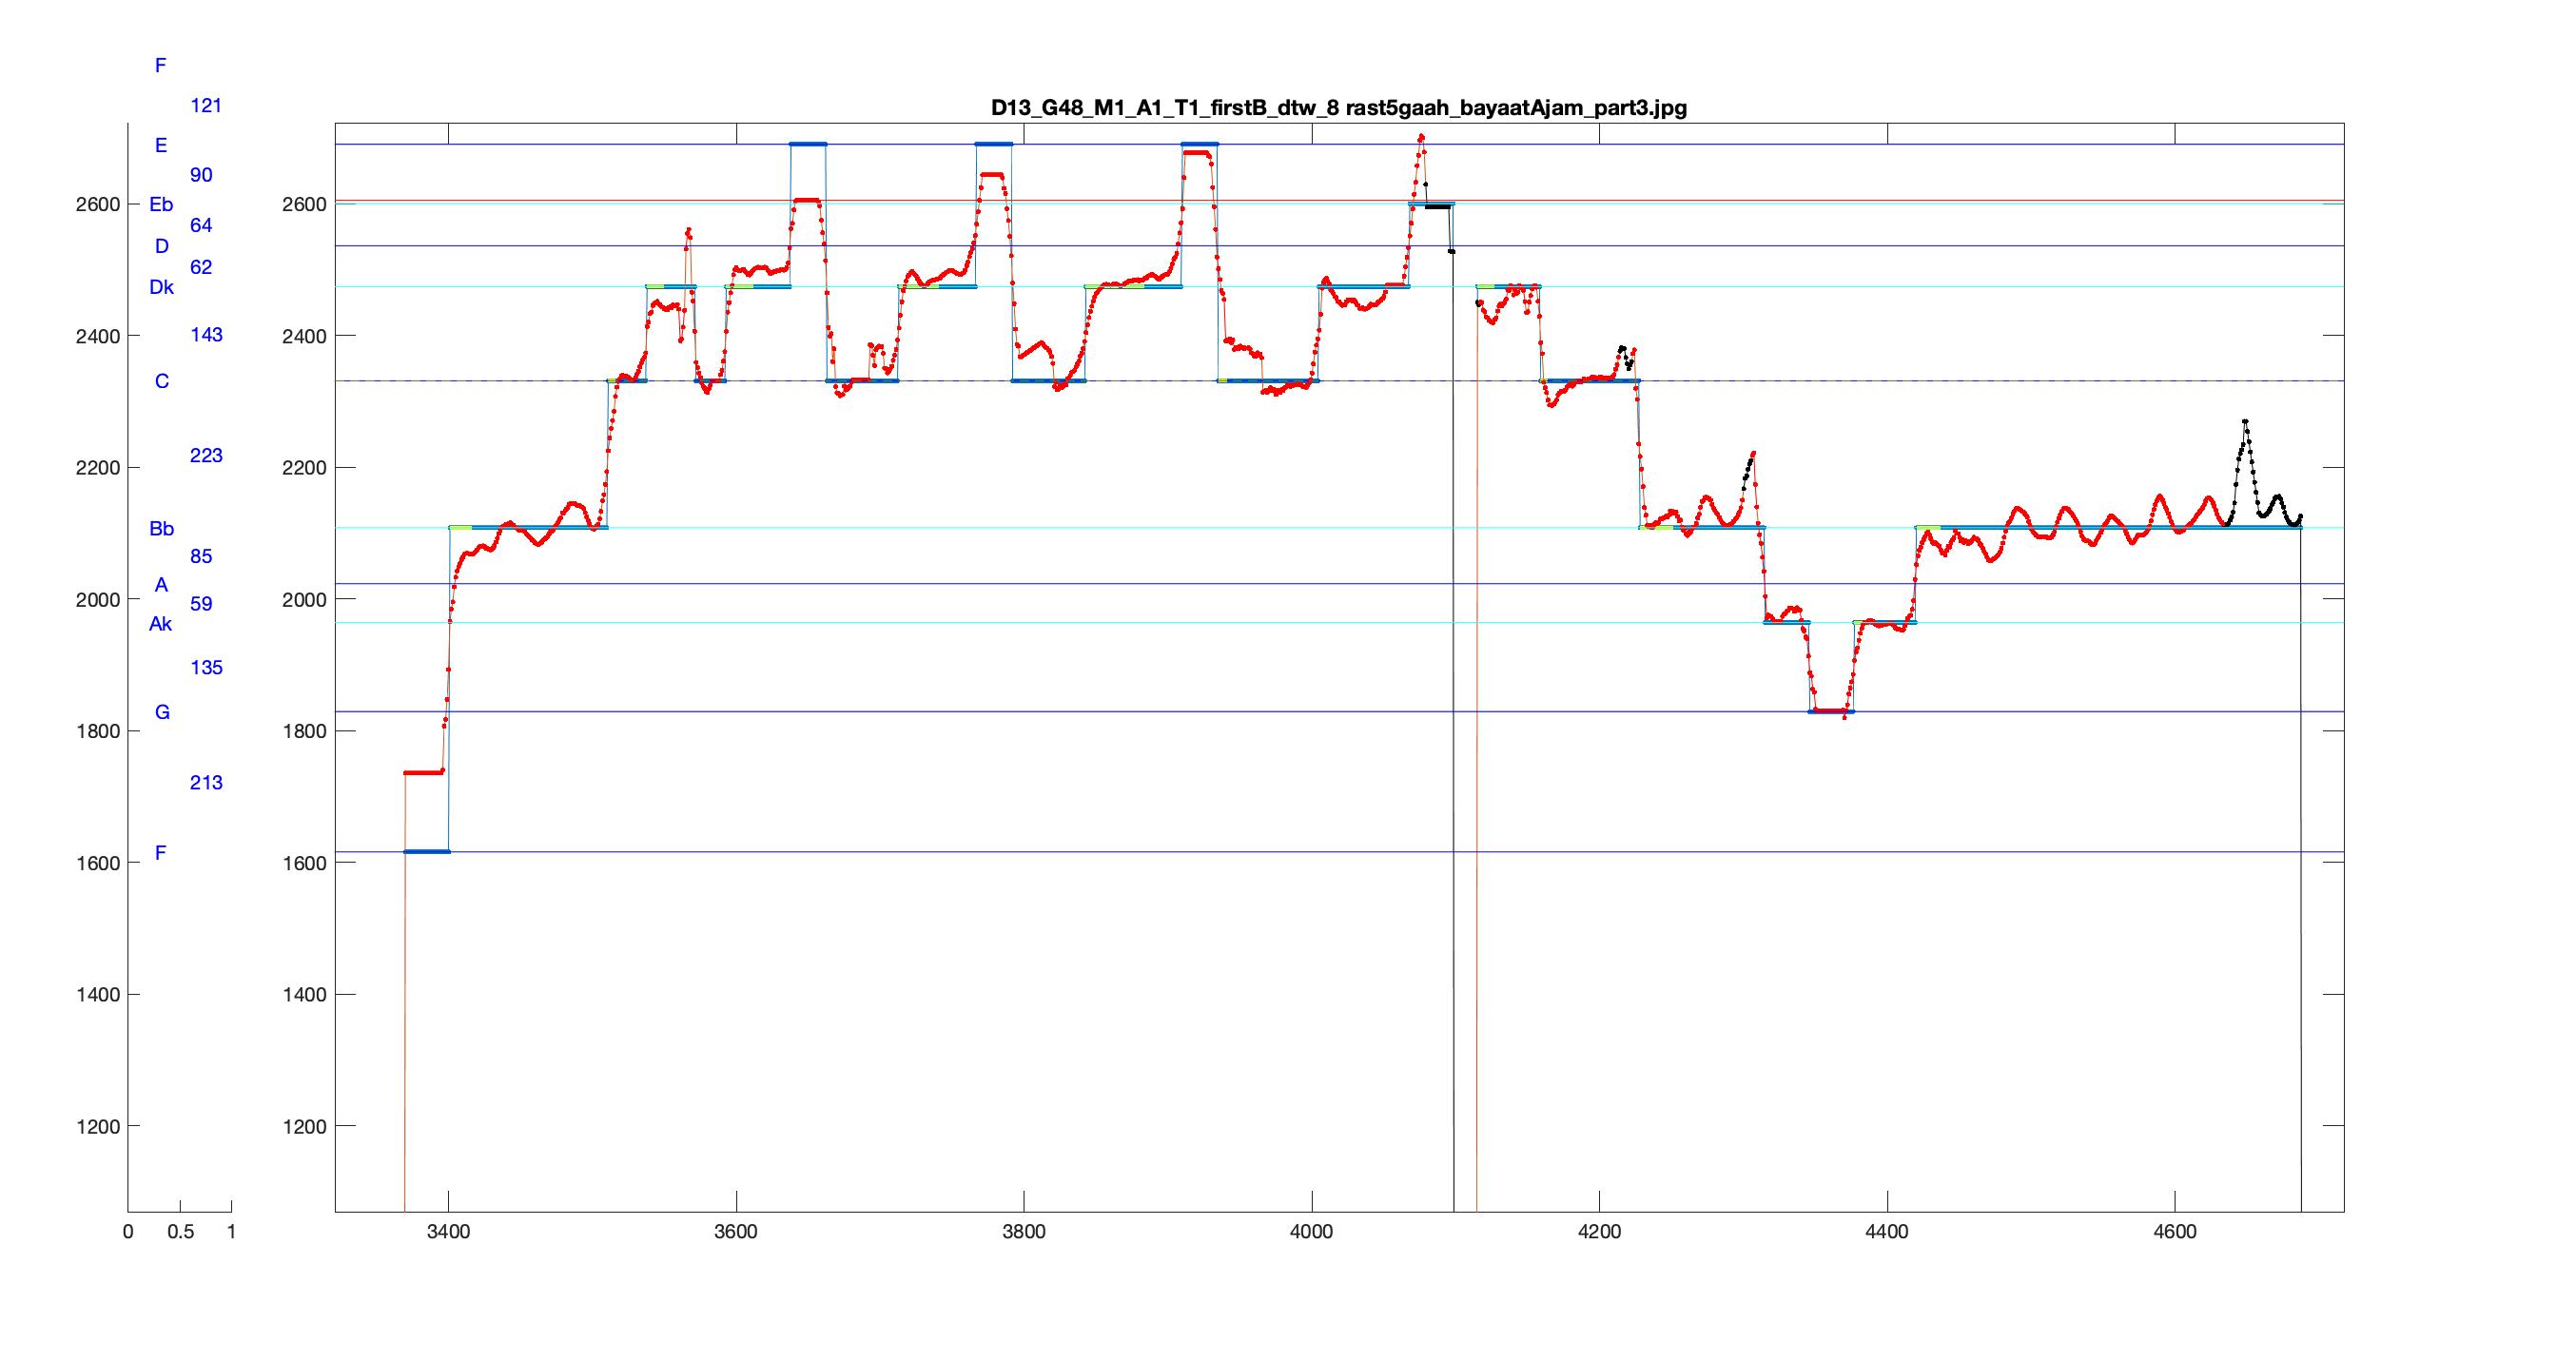 F
121
D13_G48_M1_A1_T1_firstB_dtw_8 rast5gaah_bayaatAjam_part3.jpg
E
90
2600 Eb 2600
64
D
62
Dk
2400 143 2400
C
223
2200 2200
Bb
85
A
2000 59 2000
Ak
135
G
1800 1800
213
F
1600 1600
1400 1400
1200 1200
0 0.5 1 3400 3600 3800 4000 4200 4400 4600